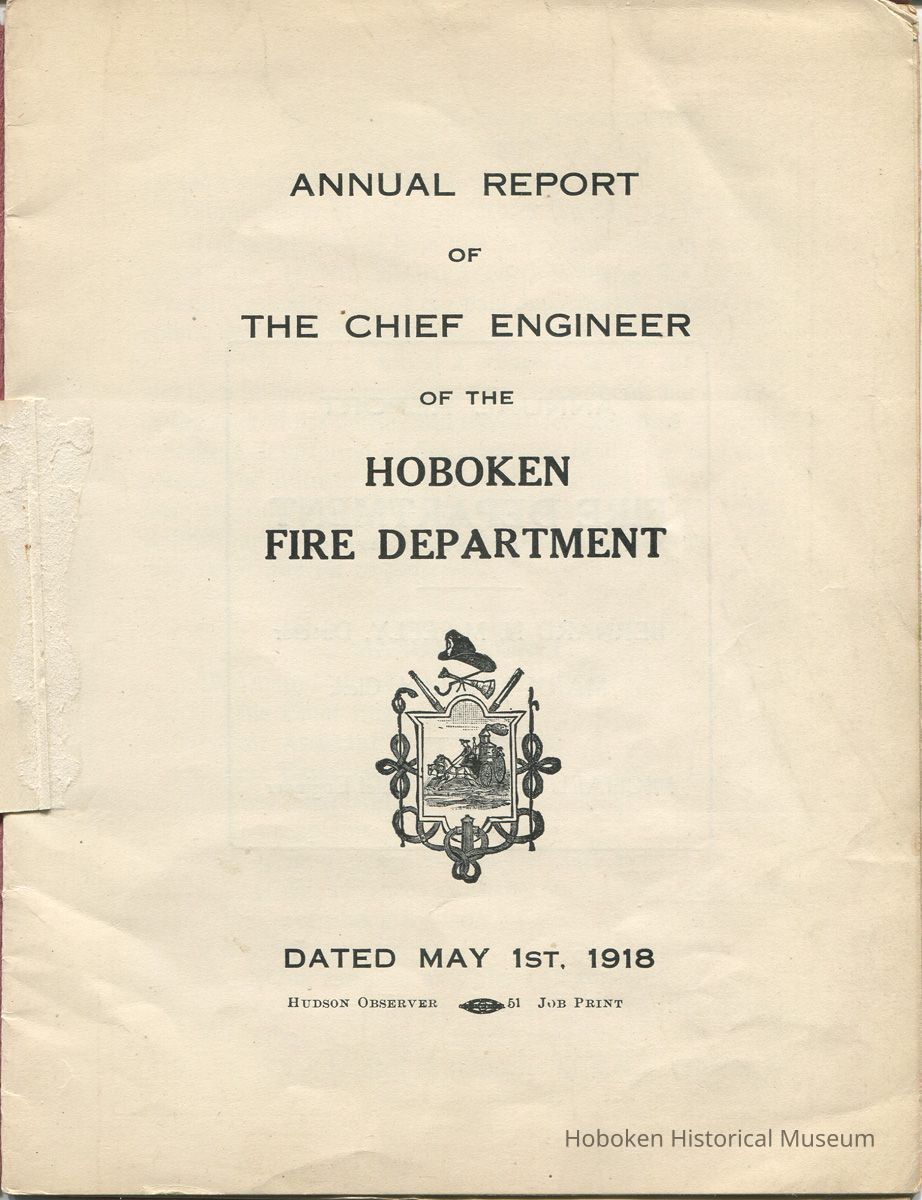 ANNUAL REPORT
OF
THE CHIEF ENGINEER
OF THE
HOBOKEN
FIRE DEPARTMENT
DATED MAY 1ST, 1918
HUDSON OBSERVER 51 JOB PRINT
Hoboken Historical Museum